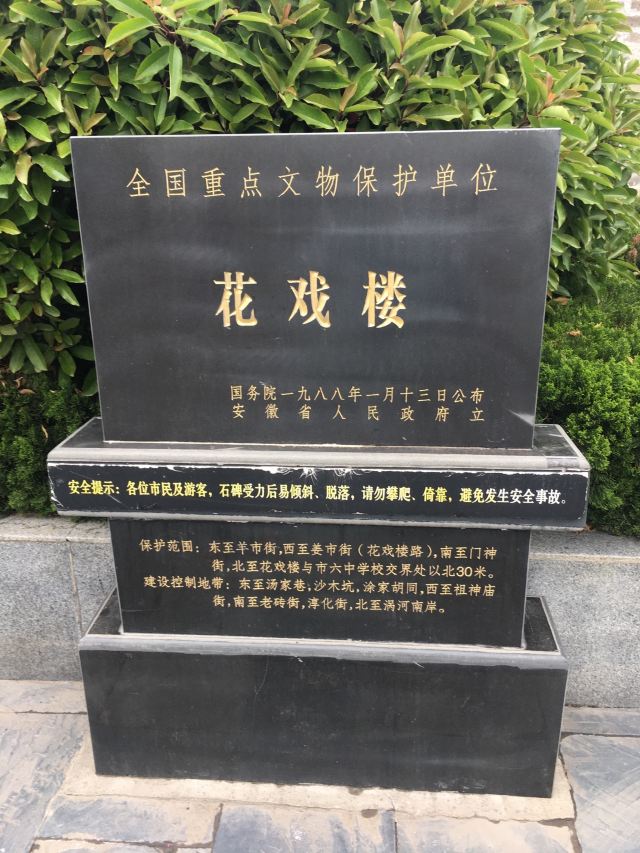 全国重点文物保护单位
花戏楼
国务院一九八八年一月十三日公布
安徽省人民政府立
安全提示：各位市民及游客，石碑受力后易倾斜、脱落，请勿攀爬、倚靠，避免发生安全事故。
保护范围：东至羊市街，西至姜市街（花戏楼路），南至门神
街，北至花戏楼与市六中学校交界处以北30米。
建设控制地带：东至汤家巷，沙木坑，涂家胡同，西至祖神庙
街，南至老砖街，淳化街，北至涡河南岸。